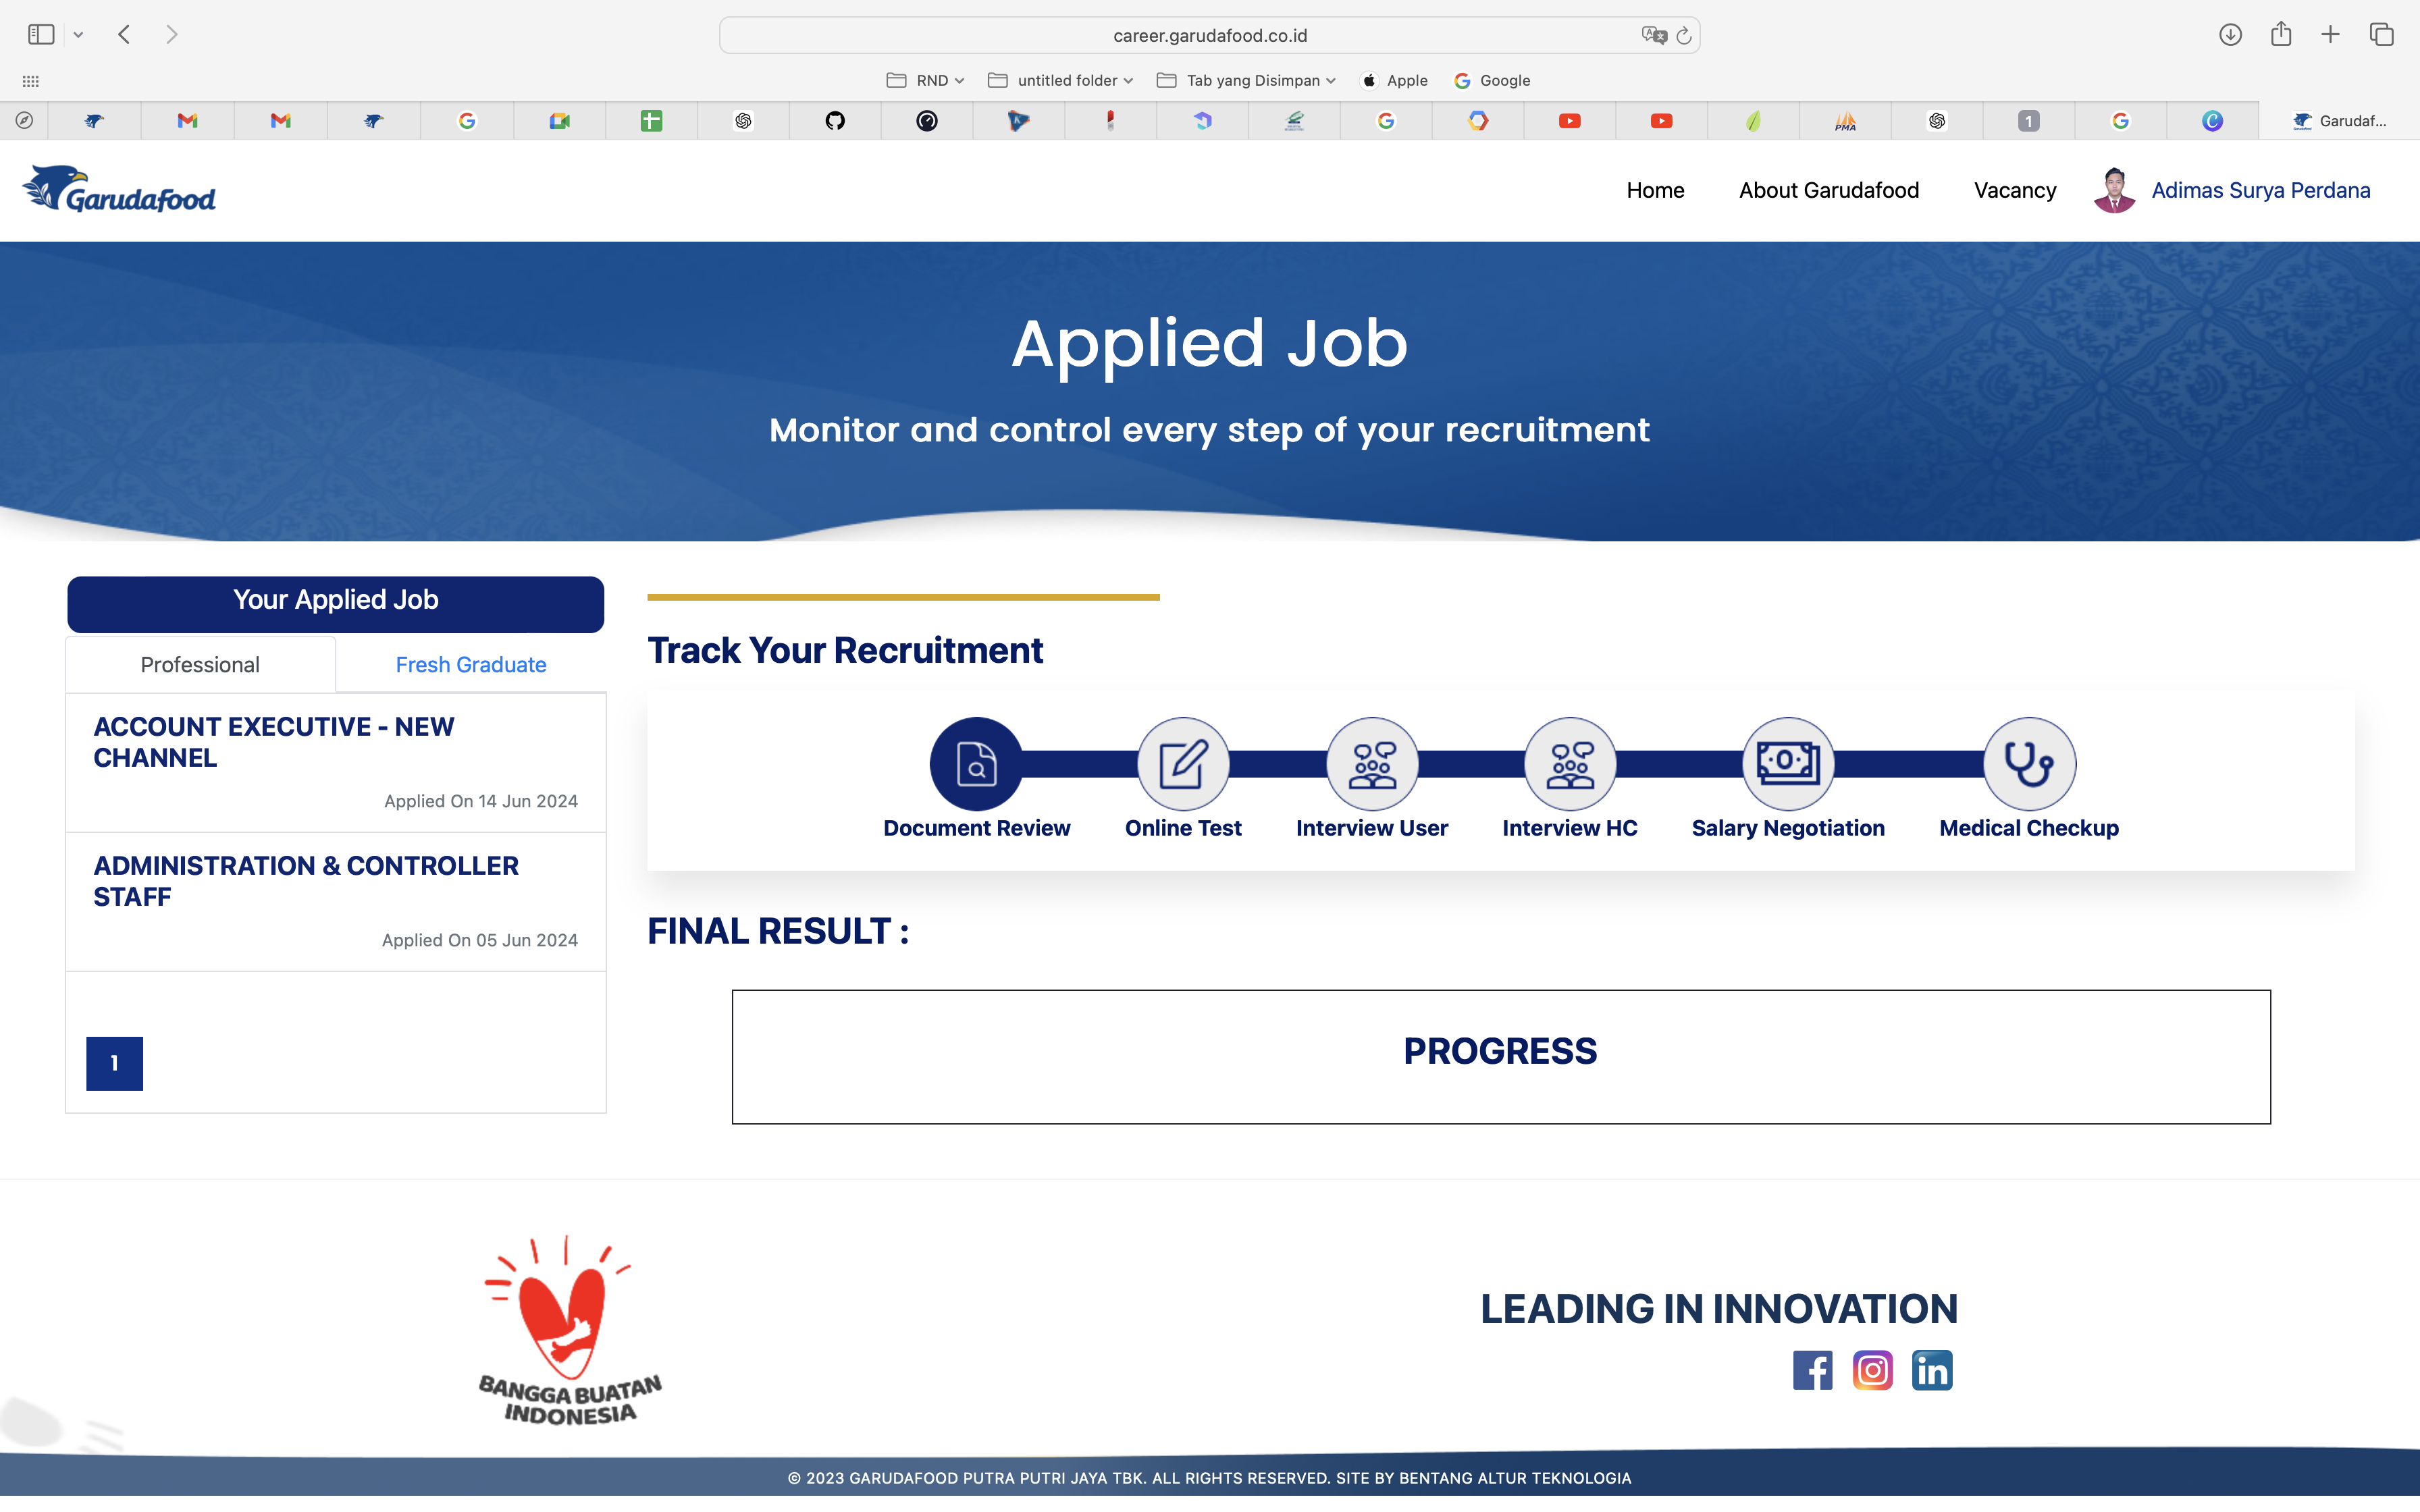 career.garudafood.co.id
RND
untitled folder
Tab yang Disimpan
Apple
Google
PMA
1
Garudaf...
Garudafood
Home
About Garudafood
Vacancy
Adimas Surya Perdana
Applied Job
Monitor and control every step of your recruitment
Your Applied Job
Professional
Fresh Graduate
ACCOUNT EXECUTIVE - NEW
CHANNEL
Applied On 14 Jun 2024
ADMINISTRATION & CONTROLLER
STAFF
Applied On 05 Jun 2024
1
Track Your Recruitment
Document Review
Online Test
Interview User
Interview HC
Salary Negotiation
Medical Checkup
FINAL RESULT :
PROGRESS
BANGGA BUATAN
INDONESIA
LEADING IN INNOVATION
© 2023 GARUDAFOOD PUTRA PUTRI JAYA TBK. ALL RIGHTS RESERVED. SITE BY BENTANG ALTUR TEKNOLOGIA